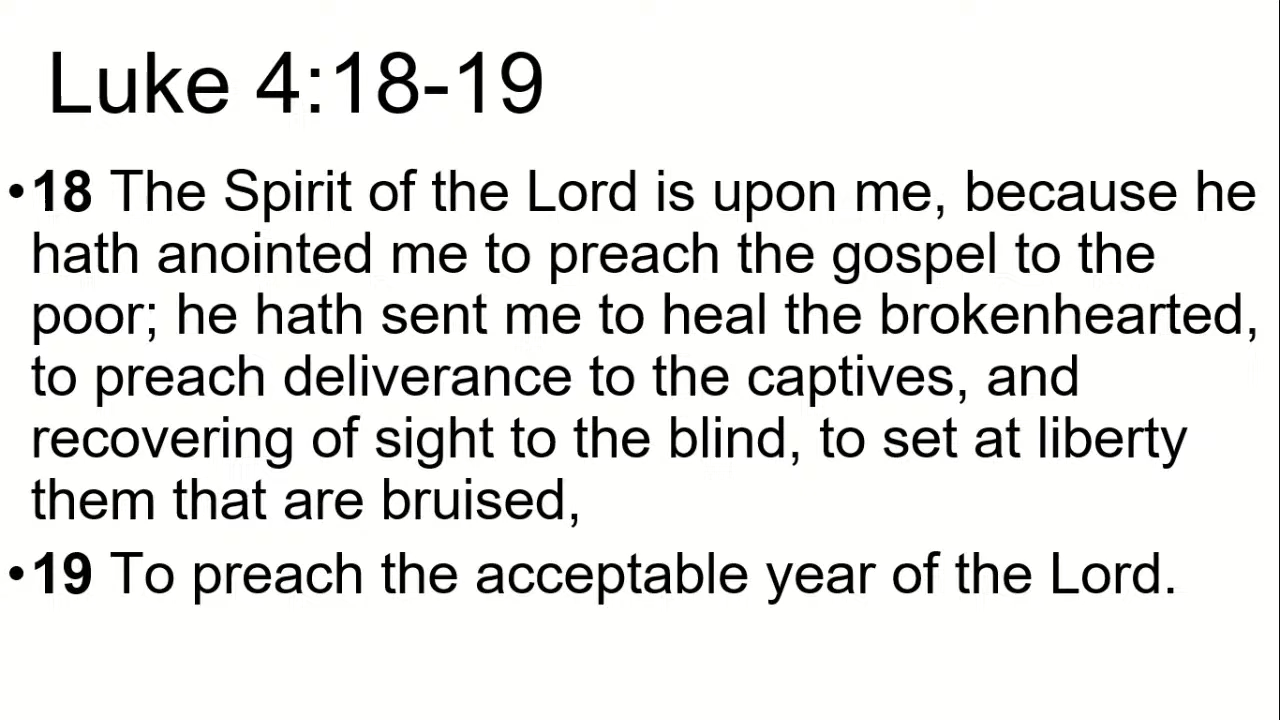 Luke 4:18-19
•18 The Spirit of the Lord is upon me, because he
hath anointed me to preach the gospel to the
poor; he hath sent me to heal the brokenhearted,
to preach deliverance to the captives, and
recovering of sight to the blind, to set at liberty
them that are bruised,
•19 To preach the acceptable year of the Lord.